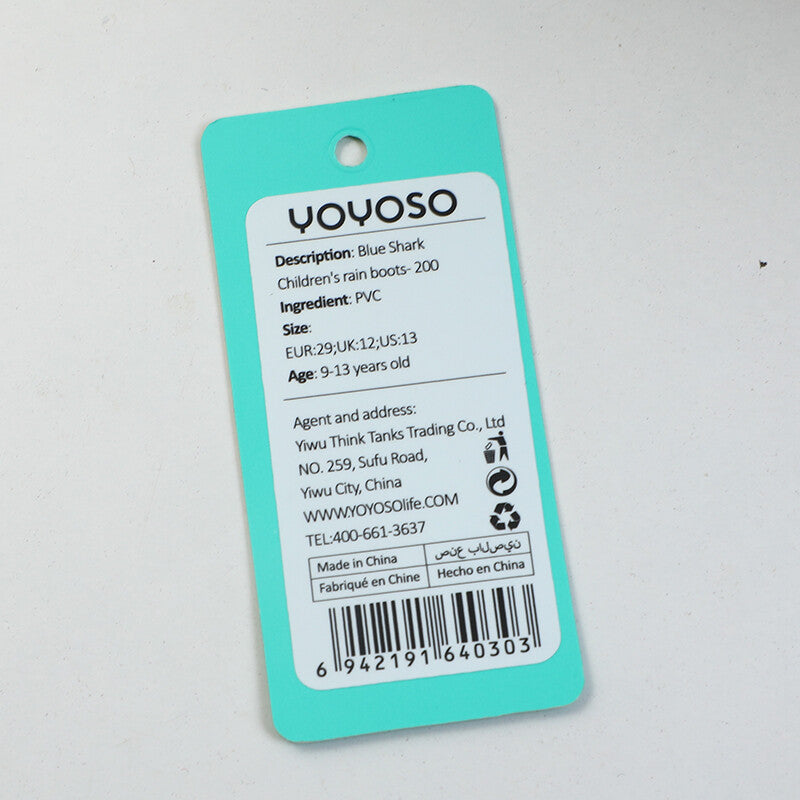 YOYOSO
Description: Blue Shark
Children's rain boots- 200
Ingredient: PVC
Size:
EUR:29;UK:12;US:13
Age: 9-13 years old
Agent and address:
Yiwu Think Tanks Trading Co., Ltd
NO. 259, Sufu Road,
Yiwu City, China
WWW.YOYOSOlife.COM
TEL:400-661-3637
Made in China
ن‍ي‍ص‍ل‍ا‍ب ع‍ن‍ص
Fabriqué en Chine
Hecho en China
6 942191 640303